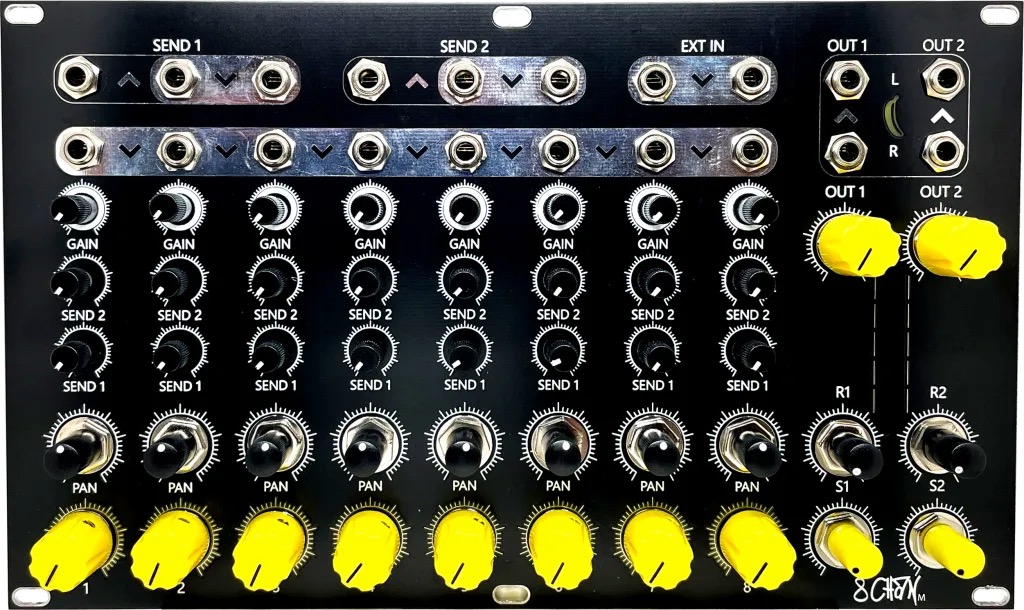 SEND 1 SEND 2 EXT IN OUT 1 OUT 2
L
R
OUT 1 OUT 2
GAIN GAIN GAIN GAIN GAIN GAIN GAIN GAIN
SEND 2 SEND 2 SEND 2 SEND 2 SEND 2 SEND 2 SEND 2 SEND 2
SEND 1 SEND 1 SEND 1 SEND 1 SEND 1 SEND 1 SEND 1 SEND 1
R1 R2
PAN PAN PAN PAN PAN PAN PAN PAN S1 S2
1 2 8